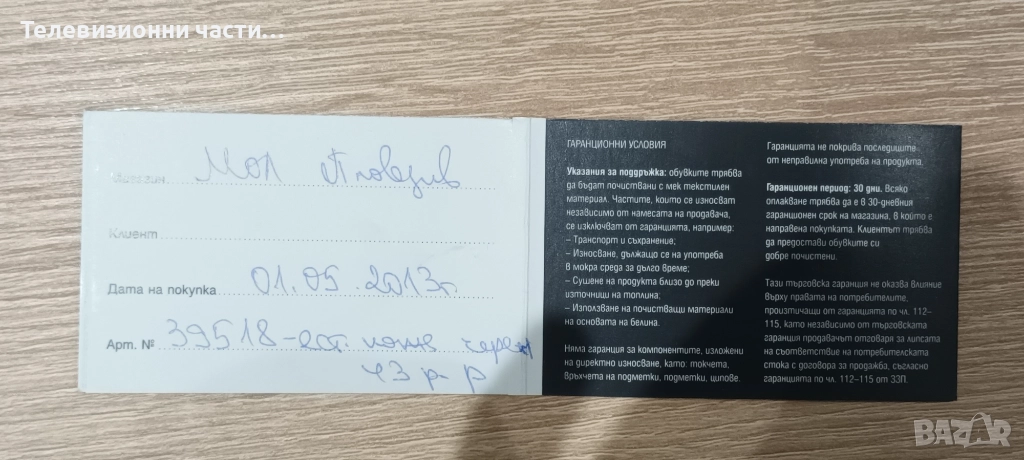 Телевизионни части...
Магазин Мол Пловдив
Клиент
Дата на покупка 01.05.2013г.
Арт. № 39518-ест. кожа черен
43 р-р
ГАРАНЦИОННИ УСЛОВИЯ
Указания за поддръжка: обувките трябва
да бъдат почиствани с мек текстилен
материал. Частите, които се износват
независимо от намесата на продавача,
се изключват от гаранцията, например:
– Транспорт и съхранение;
– Износване, дължащо се на употреба
в мокра среда за дълго време;
– Сушене на продукта близо до преки
източници на топлина;
– Използване на почистващи материали
на основата на белина.
Няма гаранция за компонентите, изложени
на директно износване, като: токчета,
връхчета на подметки, подметки, ципове.
Гаранцията не покрива последиците
от неправилна употреба на продукта.
Гаранционен период: 30 дни. Всяко
оплакване трябва да е в 30-дневния
гаранционен срок на магазина, в който е
направена покупката. Клиентът трябва
да предостави обувките си
добре почистени.
Тази търговска гаранция не оказва влияние
върху правата на потребителите,
произтичащи от гаранцията по чл. 112–
115, като независимо от търговската
гаранция продавачът отговаря за липсата
на съответствие на потребителската
стока с договора за продажба, съгласно
гаранцията по чл. 112–115 от ЗЗП.
BAZAR